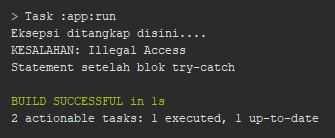 > Task :app:run
Eksepsi ditangkap disini....
KESALAHAN: Illegal Access
Statement setelah blok try-catch
BUILD SUCCESSFUL in 1s
2 actionable tasks: 1 executed, 1 up-to-date